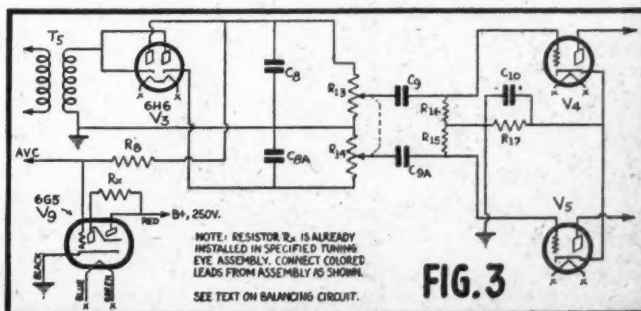 T5
6H6
V3
C8
R13
C9
R16
C10
V4
AVC
R8
C8A
R14
C9A
R15
R17
6G5
V9
Rx
RED
B+, 250V.
V5
BLACK
BLUE
GREEN
x
x
x
x
x
x
x
x
NOTE: RESISTOR Rx IS ALREADY
INSTALLED IN SPECIFIED TUNING
EYE ASSEMBLY. CONNECT COLORED
LEADS FROM ASSEMBLY AS SHOWN.
SEE TEXT ON BALANCING CIRCUIT.
FIG. 3